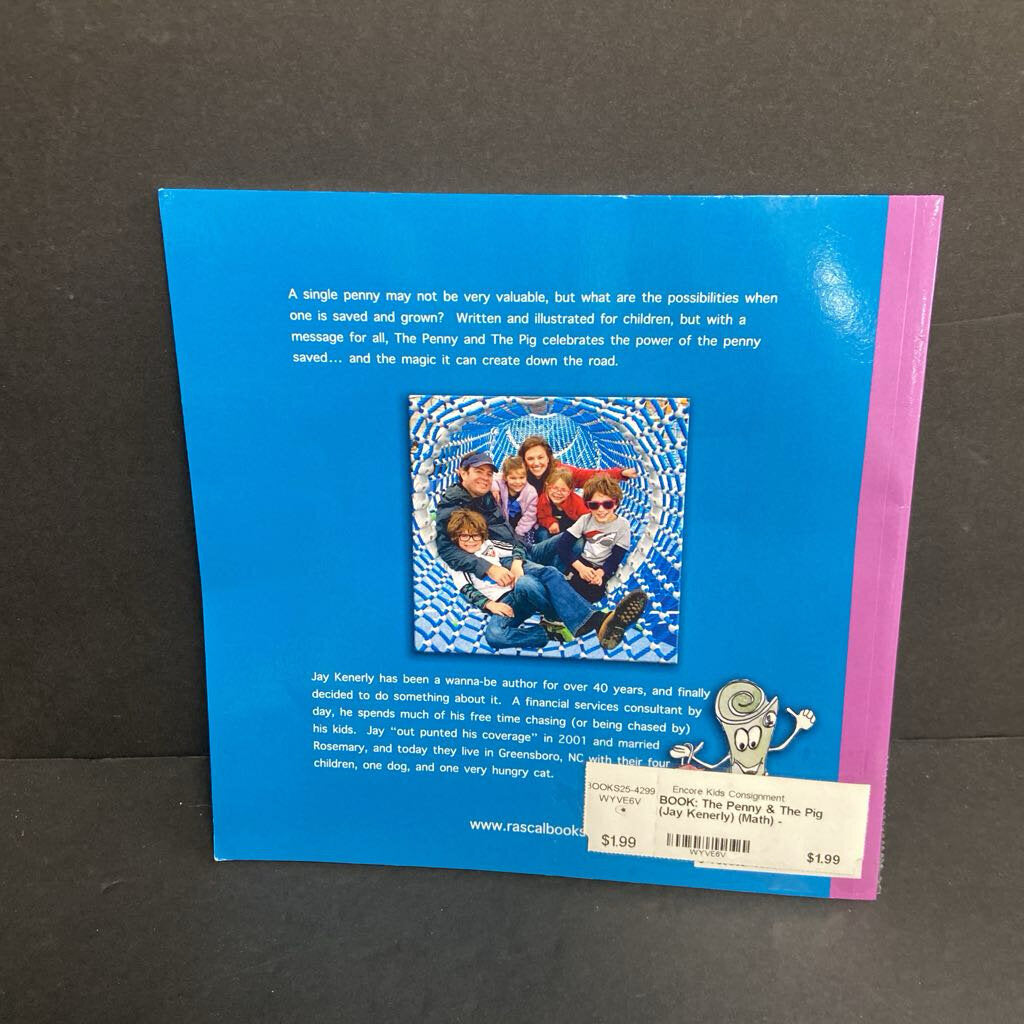 A single penny may not be very valuable, but what are the possibilities when
one is saved and grown? Written and illustrated for children, but with a
message for all, The Penny and The Pig celebrates the power of the penny
saved... and the magic it can create down the road.
Jay Kenerly has been a wanna-be author for over 40 years, and finally
decided to do something about it. A financial services consultant by
day, he spends much of his free time chasing (or being chased by)
his kids. Jay "out punted his coverage" in 2001 and married
Rosemary, and today they live in Greensboro, NC with their four
children, one dog, and one very hungry cat.
www.rascalbooks
BOOKS25-4299
WYVE6V
$1.99
Encore Kids Consignment
BOOK: The Penny & The Pig
(Jay Kenerly) (Math) -
WYVE6V
$1.99